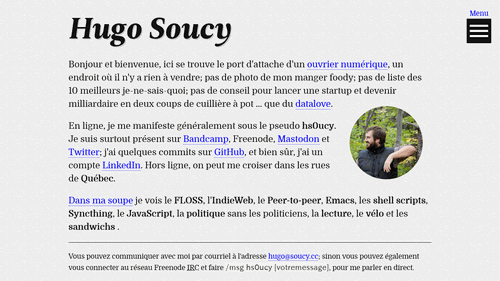 Menu
Hugo Soucy
Bonjour et bienvenue, ici se trouve le port d'attache d'un ouvrier numérique, un
endroit où il n'y a rien à vendre; pas de photo de mon manger foody; pas de liste des
10 meilleurs je-ne-sais-quoi; pas de conseil pour lancer une startup et devenir
milliardaire en deux coups de cuillière à pot ... que du datalove.
En ligne, je me manifeste généralement sous le pseudo hs0ucy.
Je suis surtout présent sur Bandcamp, Freenode, Mastodon et
Twitter; j'ai quelques commits sur GitHub, et bien sûr, j'ai un
compte LinkedIn. Hors ligne, on peut me croiser dans les rues
de Québec.
Dans ma soupe je vois le FLOSS, l'IndieWeb, le Peer-to-peer, Emacs, les shell scripts,
Syncthing, le JavaScript, la politique sans les politiciens, la lecture, le vélo et les
sandwichs .
Vous pouvez communiquer avec moi par courriel à l'adresse hugo@soucy.cc; sinon vous pouvez également
vous connecter au réseau Freenode IRC et faire /msg hs0ucy [votremessage], pour me parler en direct.